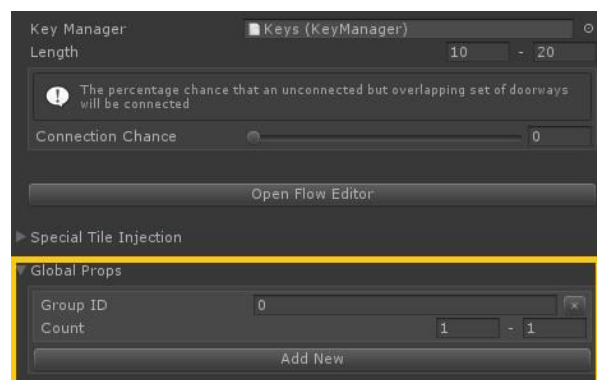 Key Manager Keys (KeyManager)
Length 10 - 20
The percentage chance that an unconnected but overlapping set of doorways
will be connected
Connection Chance 0
Open Flow Editor
Special Tile Injection
Global Props
Group ID 0 x
Count 1 - 1
Add New